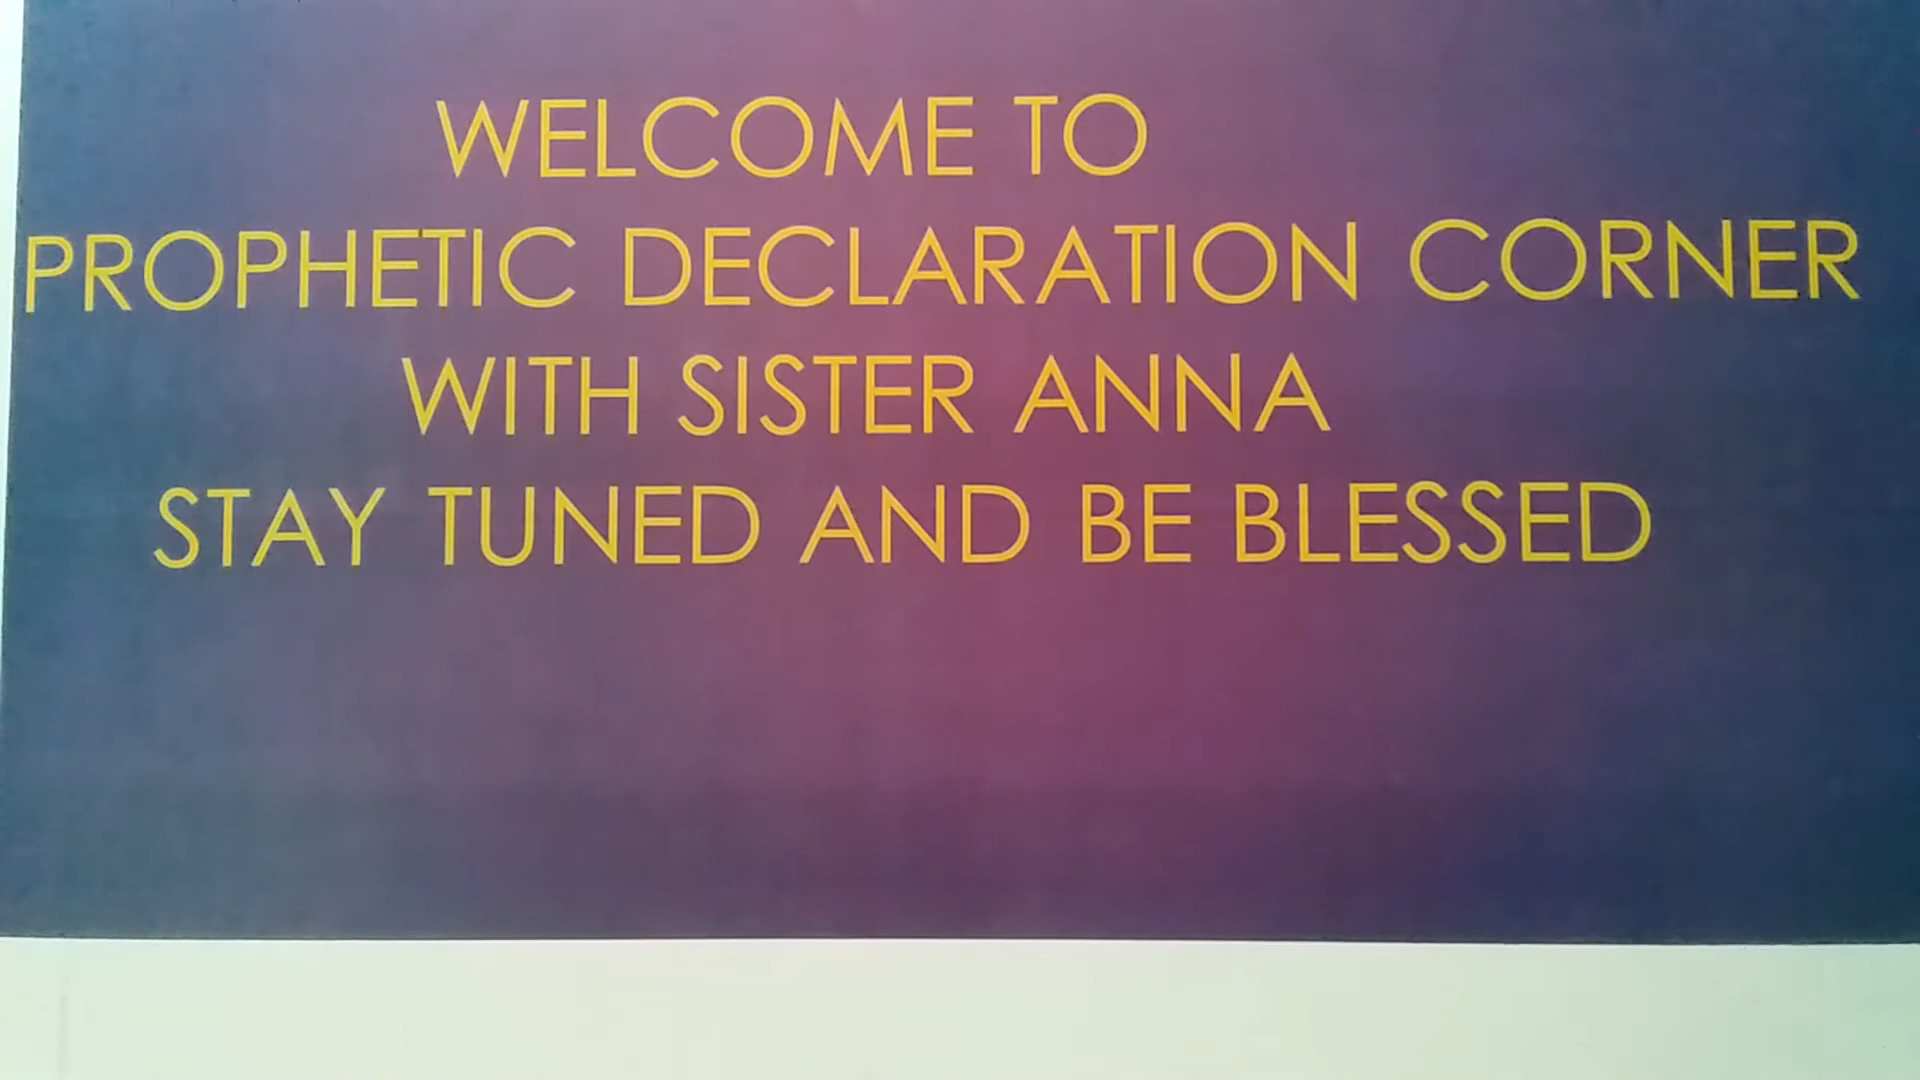 WELCOME TO
PROPHETIC DECLARATION CORNER
WITH SISTER ANNA
STAY TUNED AND BE BLESSED